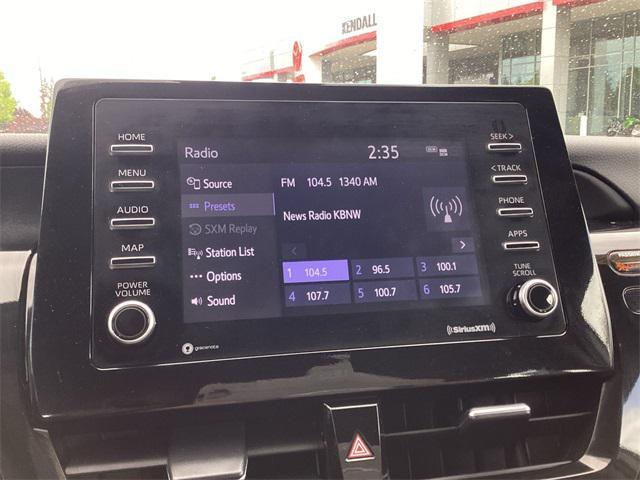 KENDALL
HOME
MENU
AUDIO
MAP
POWER
VOLUME
Radio
2:35
Source
Presets
SXM Replay
Station List
Options
Sound
FM 104.5 1340 AM
News Radio KBNW
1 104.5
2 96.5
3 100.1
4 107.7
5 100.7
6 105.7
SEEK >
< TRACK
PHONE
APPS
TUNE
SCROLL
gracenote
((SiriusXM))